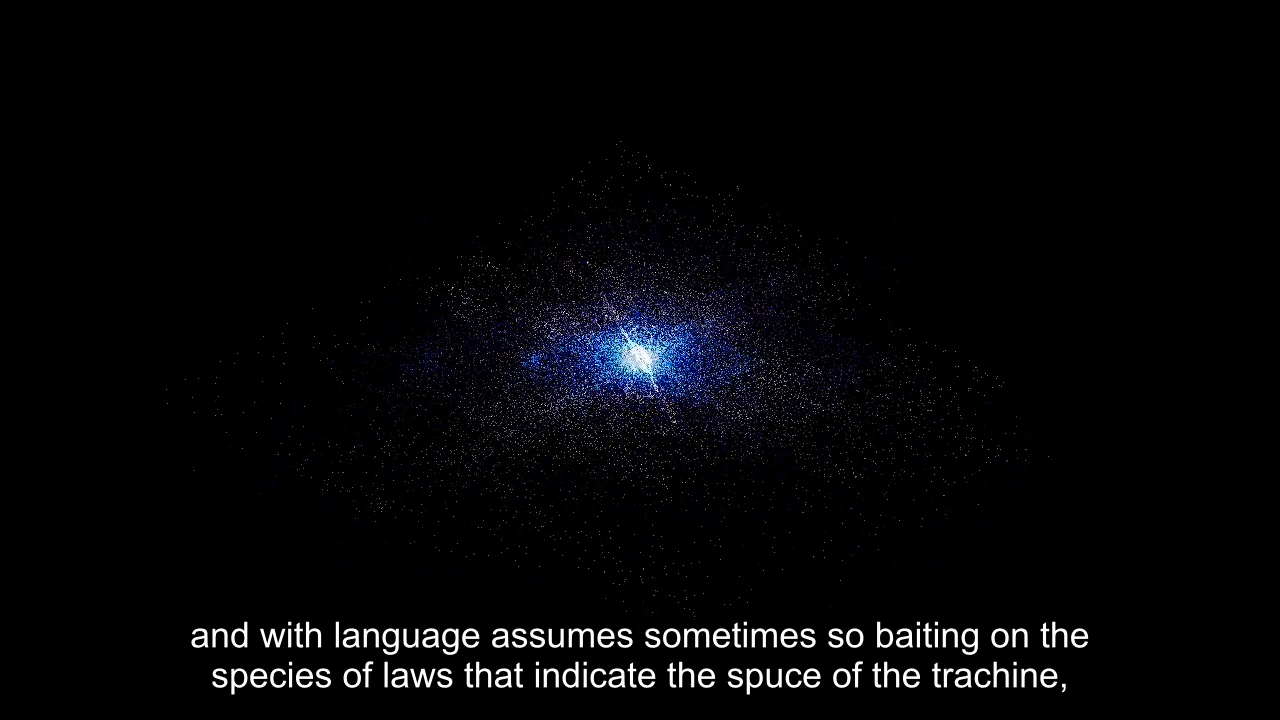 and with language assumes sometimes so baiting on the
species of laws that indicate the spuce of the trachine,